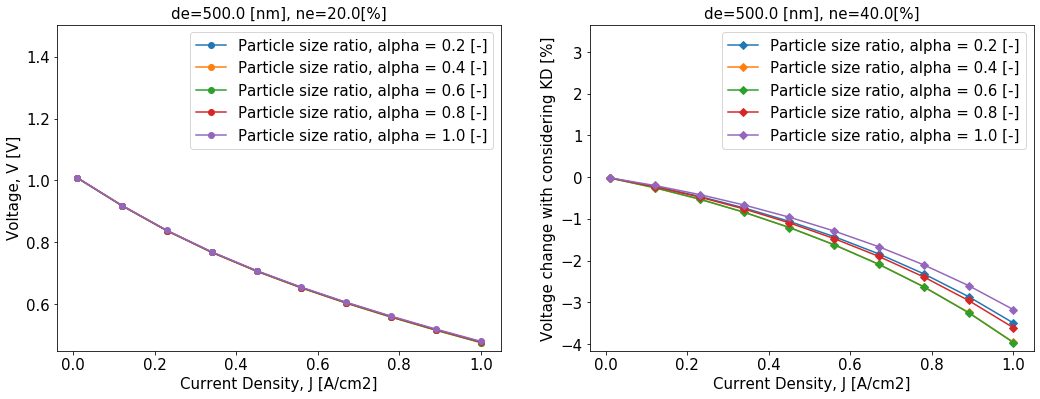 de=500.0 [nm], ne=20.0[%]
Particle size ratio, alpha = 0.2 [-]
Particle size ratio, alpha = 0.4 [-]
Particle size ratio, alpha = 0.6 [-]
Particle size ratio, alpha = 0.8 [-]
Particle size ratio, alpha = 1.0 [-]
Voltage, V [V]
1.4
1.2
1.0
0.8
0.6
0.0 0.2 0.4 0.6 0.8 1.0
Current Density, J [A/cm2]
de=500.0 [nm], ne=40.0[%]
Particle size ratio, alpha = 0.2 [-]
Particle size ratio, alpha = 0.4 [-]
Particle size ratio, alpha = 0.6 [-]
Particle size ratio, alpha = 0.8 [-]
Particle size ratio, alpha = 1.0 [-]
Voltage change with considering KD [%]
3
2
1
0
−1
−2
−3
−4
0.0 0.2 0.4 0.6 0.8 1.0
Current Density, J [A/cm2]